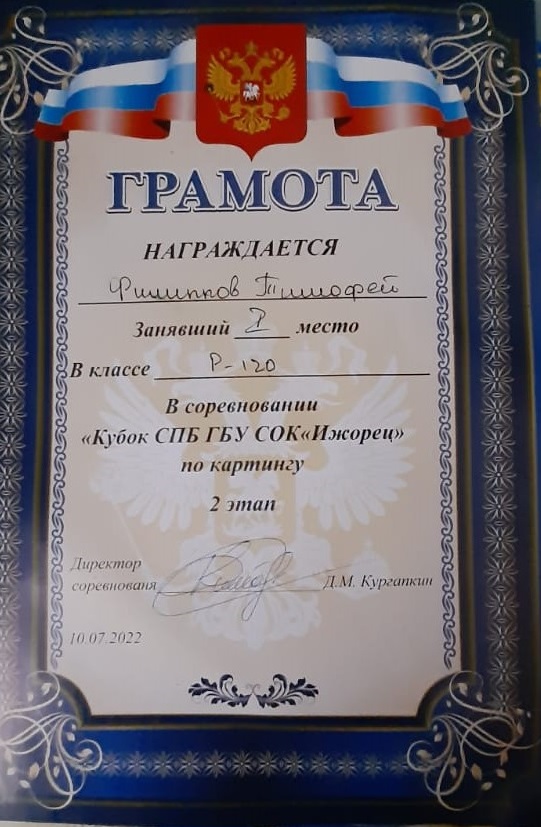 ГРАМОТА
НАГРАЖДАЕТСЯ
Филиппов Тимофей
Занявший I место
В классе Р-120
В соревновании
«Кубок СПБ ГБУ СОК«Ижорец»
по картингу
2 этап
Директор
соревнованя Д.М. Кургапкин
10.07.2022